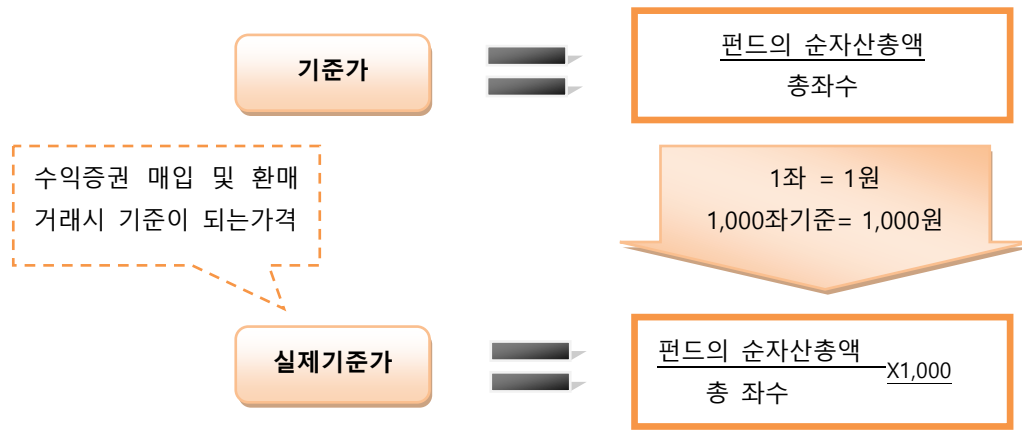 기준가
펀드의 순자산총액
총좌수
수익증권 매입 및 환매
거래시 기준이 되는가격
1좌 = 1원
1,000좌기준= 1,000원
실제기준가
펀드의 순자산총액
X1,000
총 좌수